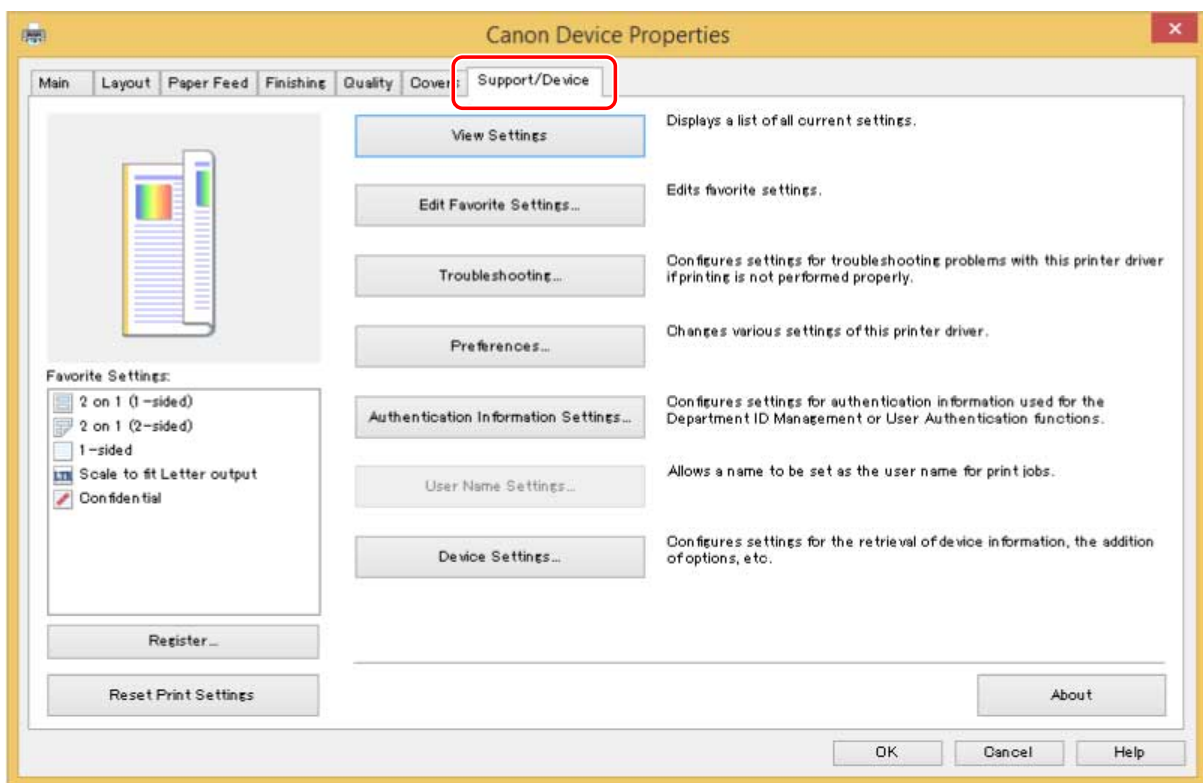 Canon Device Properties
Main Layout Paper Feed Finishing Quality Covers Support/Device
View Settings
Displays a list of all current settings.
Edit Favorite Settings...
Edits favorite settings.
Troubleshooting...
Configures settings for troubleshooting problems with this printer driver
if printing is not performed properly.
Preferences...
Changes various settings of this printer driver.
Favorite Settings:
2 on 1 (1-sided)
2 on 1 (2-sided)
1-sided
LTR Scale to fit Letter output
Confidential
Authentication Information Settings...
Configures settings for authentication information used for the
Department ID Management or User Authentication functions.
User Name Settings...
Allows a name to be set as the user name for print jobs.
Device Settings...
Configures settings for the retrieval of device information, the addition
of options, etc.
Register...
Reset Print Settings
About
OK Cancel Help